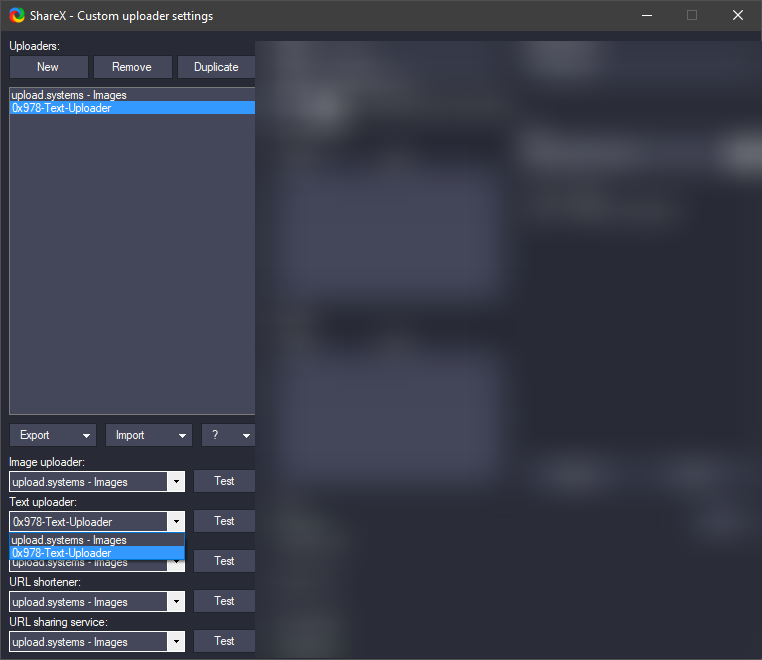 ShareX - Custom uploader settings
Uploaders:
New Remove Duplicate
upload.systems - Images
0x978-Text-Uploader
Export Import ?
Image uploader:
upload.systems - Images Test
Text uploader:
0x978-Text-Uploader Test
upload.systems - Images
0x978-Text-Uploader
upload.systems - Images Test
URL shortener:
upload.systems - Images Test
URL sharing service:
upload.systems - Images Test